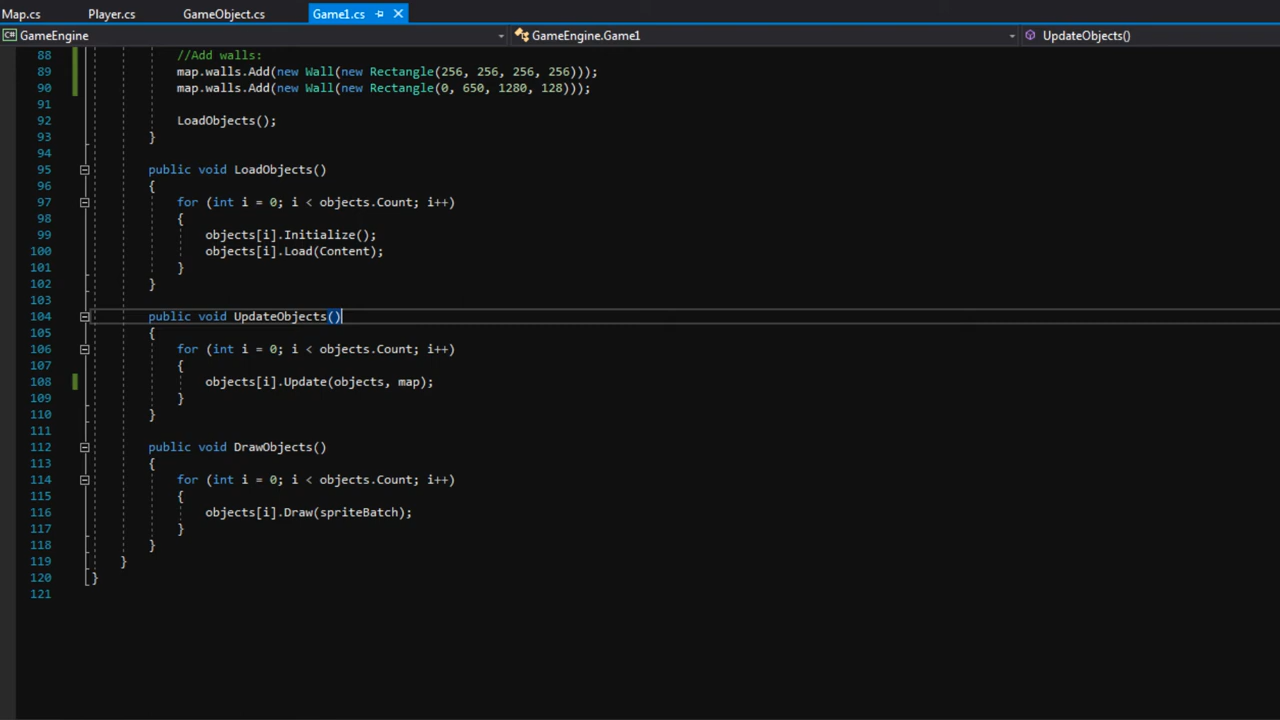 Map.cs Player.cs GameObject.cs Game1.cs
C# GameEngine GameEngine.Game1 UpdateObjects()
88 //Add walls:
89 map.walls.Add(new Wall(new Rectangle(256, 256, 256, 256)));
90 map.walls.Add(new Wall(new Rectangle(0, 650, 1280, 128)));
91
92 LoadObjects();
93 }
94
95 public void LoadObjects()
96 {
97 for (int i = 0; i < objects.Count; i++)
98 {
99 objects[i].Initialize();
100 objects[i].Load(Content);
101 }
102 }
103
104 public void UpdateObjects()
105 {
106 for (int i = 0; i < objects.Count; i++)
107 {
108 objects[i].Update(objects, map);
109 }
110 }
111
112 public void DrawObjects()
113 {
114 for (int i = 0; i < objects.Count; i++)
115 {
116 objects[i].Draw(spriteBatch);
117 }
118 }
119 }
120 }
121